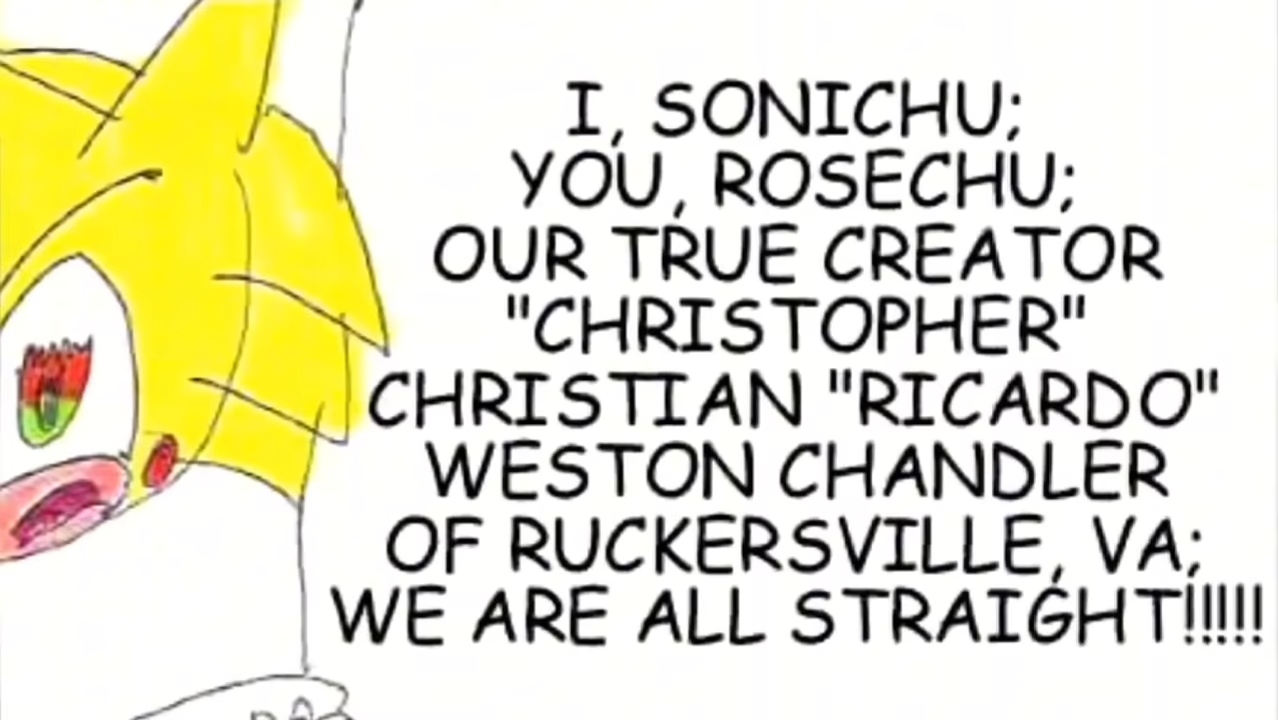 I, SONICHU;
YOU, ROSECHU;
OUR TRUE CREATOR
"CHRISTOPHER"
CHRISTIAN "RICARDO"
WESTON CHANDLER
OF RUCKERSVILLE, VA;
WE ARE ALL STRAIGHT!!!!!